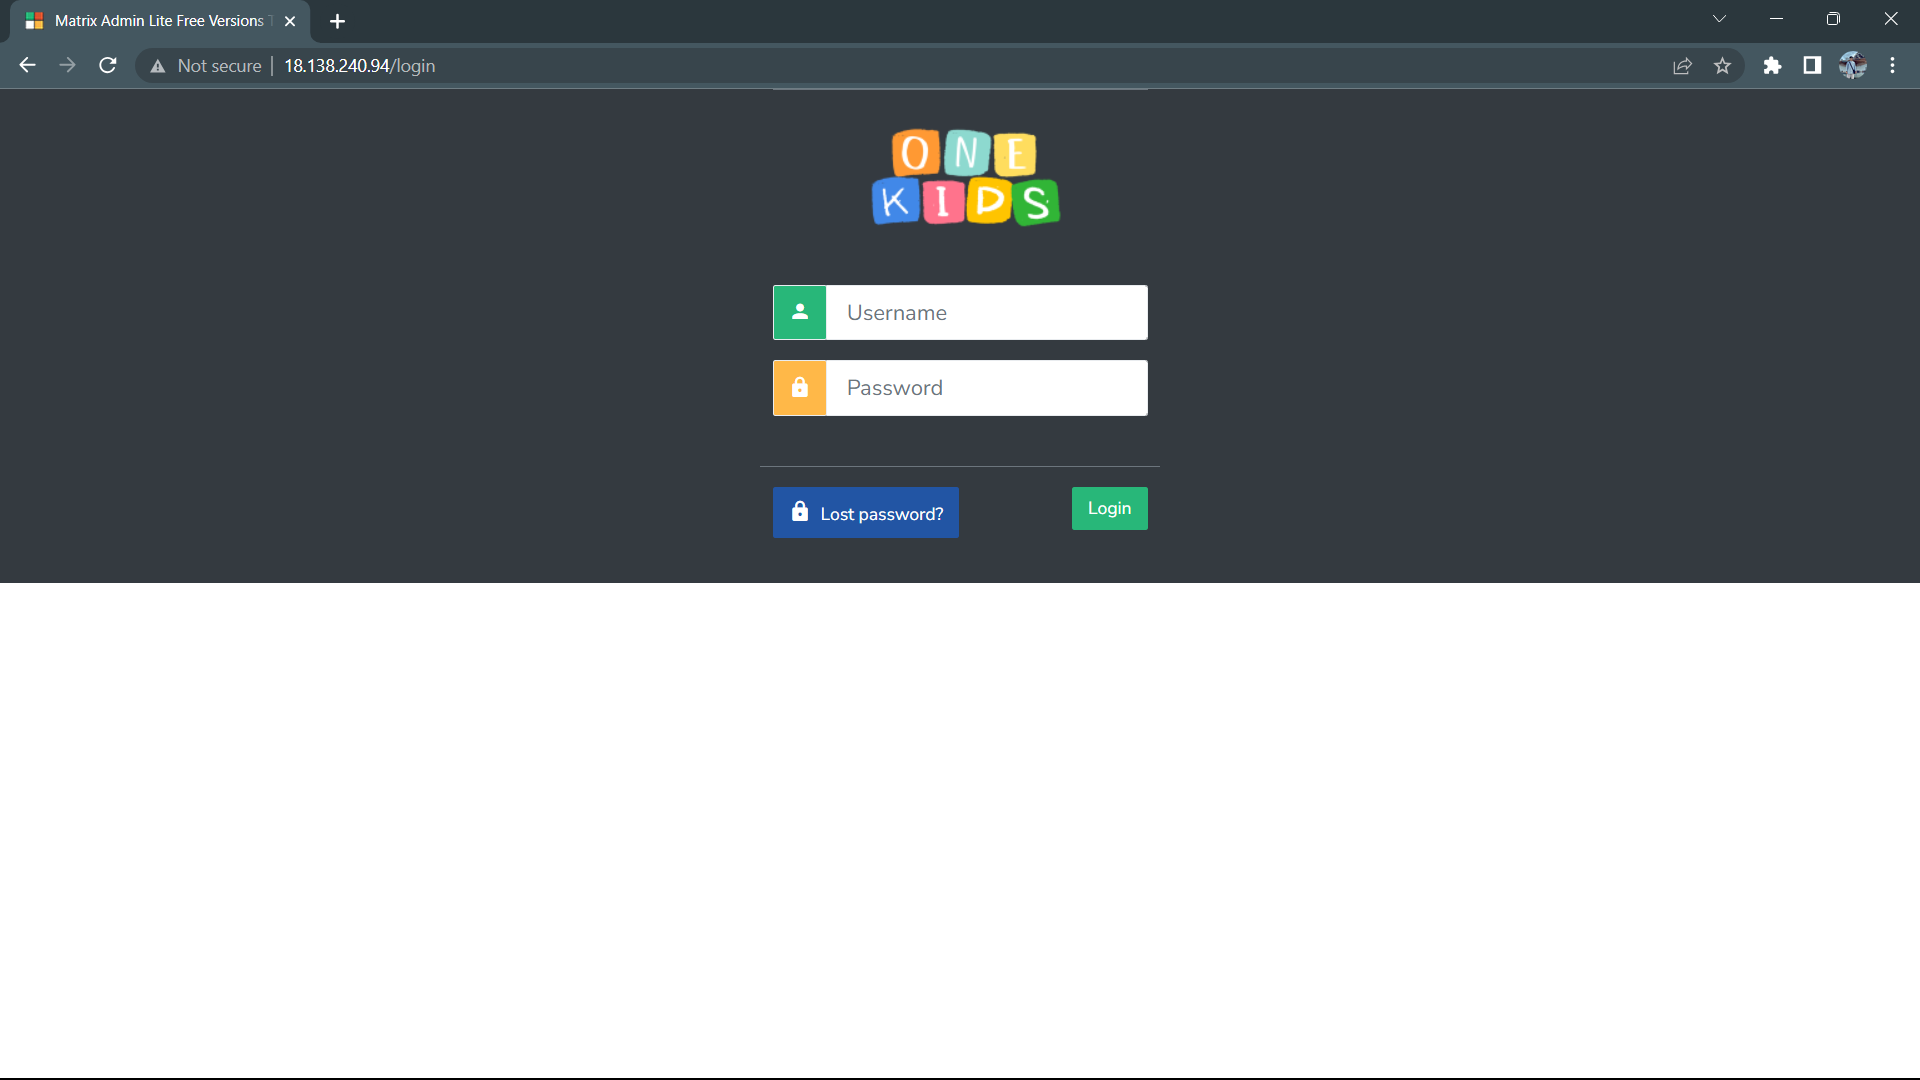 Matrix Admin Lite Free Versions
Not secure
18.138.240.94/login
ONE
KIDS
Username
Password
Lost password?
Login